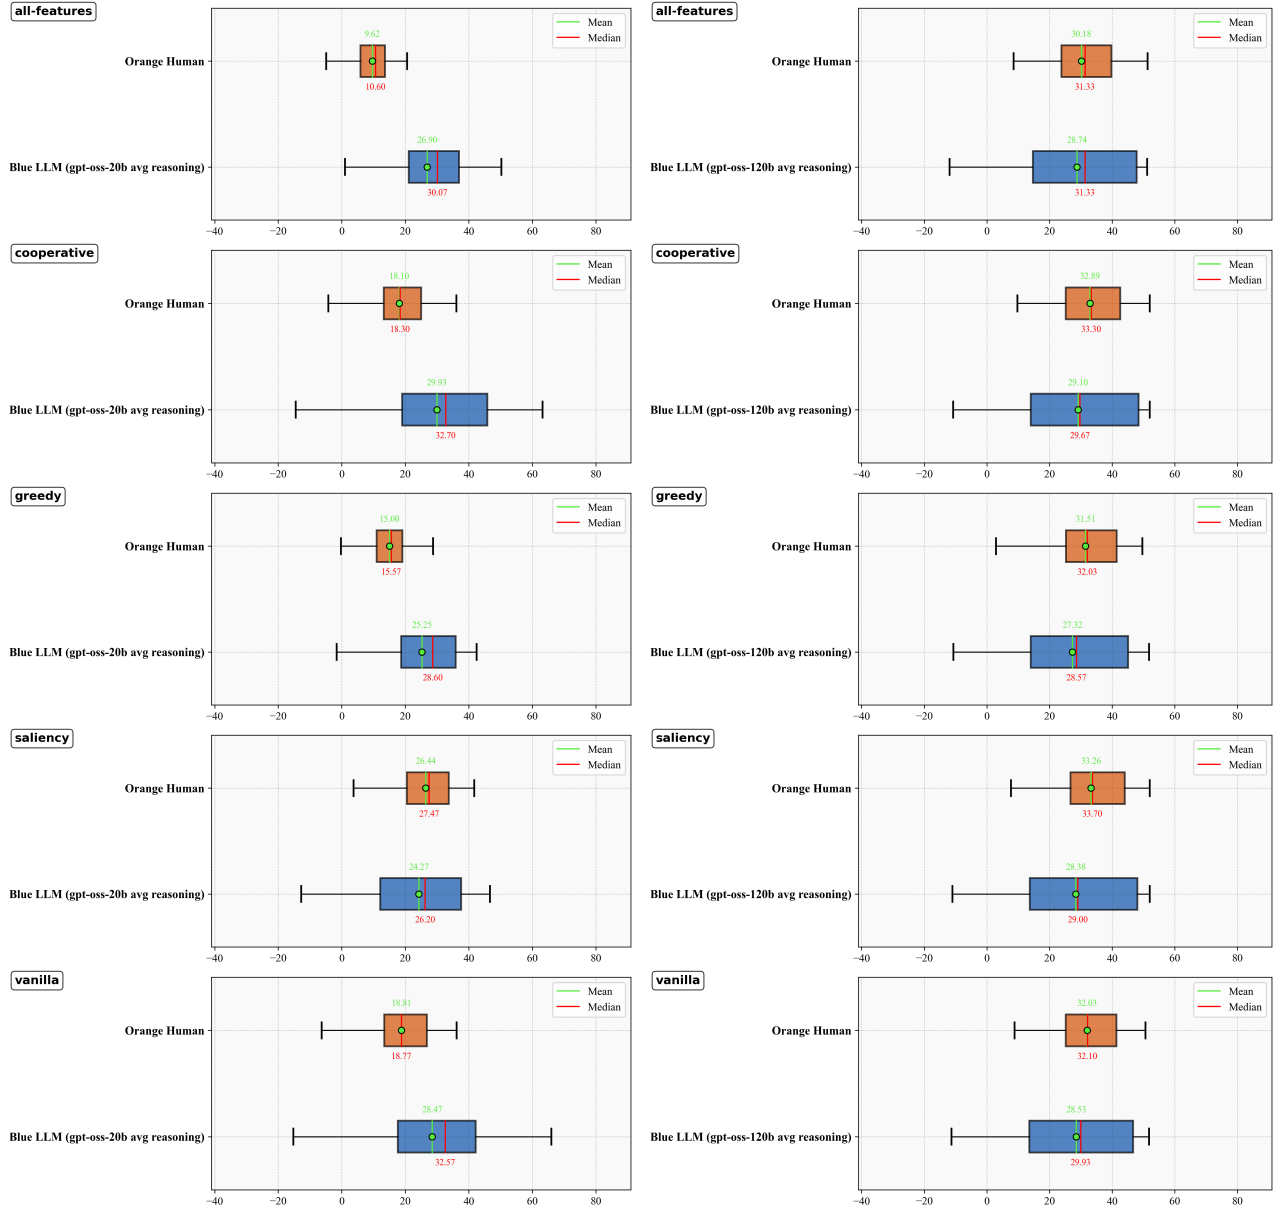 all-features
Mean
Median
9.62
Orange Human
10.60
26.90
Blue LLM (gpt-oss-20b avg reasoning)
30.07
−40 −20 0 20 40 60 80
all-features
Mean
Median
30.18
Orange Human
31.33
28.74
Blue LLM (gpt-oss-120b avg reasoning)
31.33
−40 −20 0 20 40 60 80
cooperative
Mean
Median
18.10
Orange Human
18.30
29.93
Blue LLM (gpt-oss-20b avg reasoning)
32.70
−40 −20 0 20 40 60 80
cooperative
Mean
Median
32.89
Orange Human
33.30
29.10
Blue LLM (gpt-oss-120b avg reasoning)
29.67
−40 −20 0 20 40 60 80
greedy
Mean
Median
15.00
Orange Human
15.57
25.25
Blue LLM (gpt-oss-20b avg reasoning)
28.60
−40 −20 0 20 40 60 80
greedy
Mean
Median
31.51
Orange Human
32.03
27.32
Blue LLM (gpt-oss-120b avg reasoning)
28.57
−40 −20 0 20 40 60 80
saliency
Mean
Median
26.44
Orange Human
27.47
24.27
Blue LLM (gpt-oss-20b avg reasoning)
26.20
−40 −20 0 20 40 60 80
saliency
Mean
Median
33.26
Orange Human
33.70
28.38
Blue LLM (gpt-oss-120b avg reasoning)
29.00
−40 −20 0 20 40 60 80
vanilla
Mean
Median
18.81
Orange Human
18.77
28.47
Blue LLM (gpt-oss-20b avg reasoning)
32.57
−40 −20 0 20 40 60 80
vanilla
Mean
Median
32.03
Orange Human
32.10
28.53
Blue LLM (gpt-oss-120b avg reasoning)
29.93
−40 −20 0 20 40 60 80